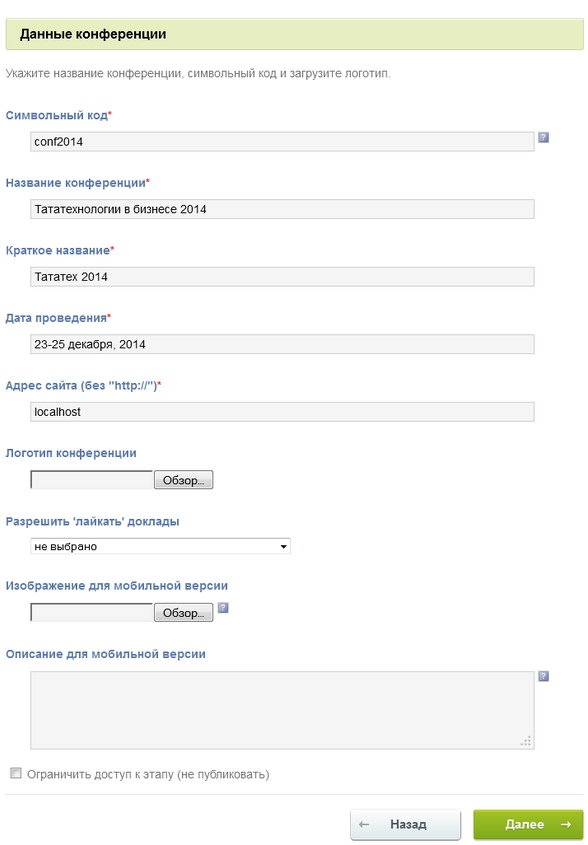 Данные конференции
Укажите название конференции, символьный код и загрузите логотип.
Символьный код*
conf2014
?
Название конференции*
Тататехнологии в бизнесе 2014
Краткое название*
Тататех 2014
Дата проведения*
23-25 декабря, 2014
Адрес сайта (без "http://")*
localhost
Логотип конференции
Обзор...
Разрешить 'лайкать' доклады
не выбрано
Изображение для мобильной версии
Обзор...
?
Описание для мобильной версии
?
Ограничить доступ к этапу (не публиковать)
← Назад
Далее →